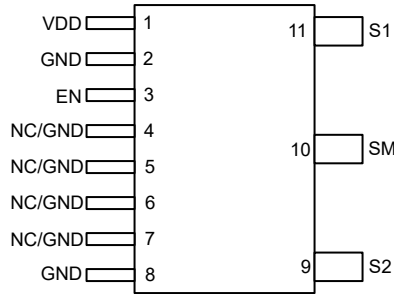 VDD 1 11 S1
GND 2
EN 3
NC/GND 4
NC/GND 5 10 SM
NC/GND 6
NC/GND 7
GND 8 9 S2